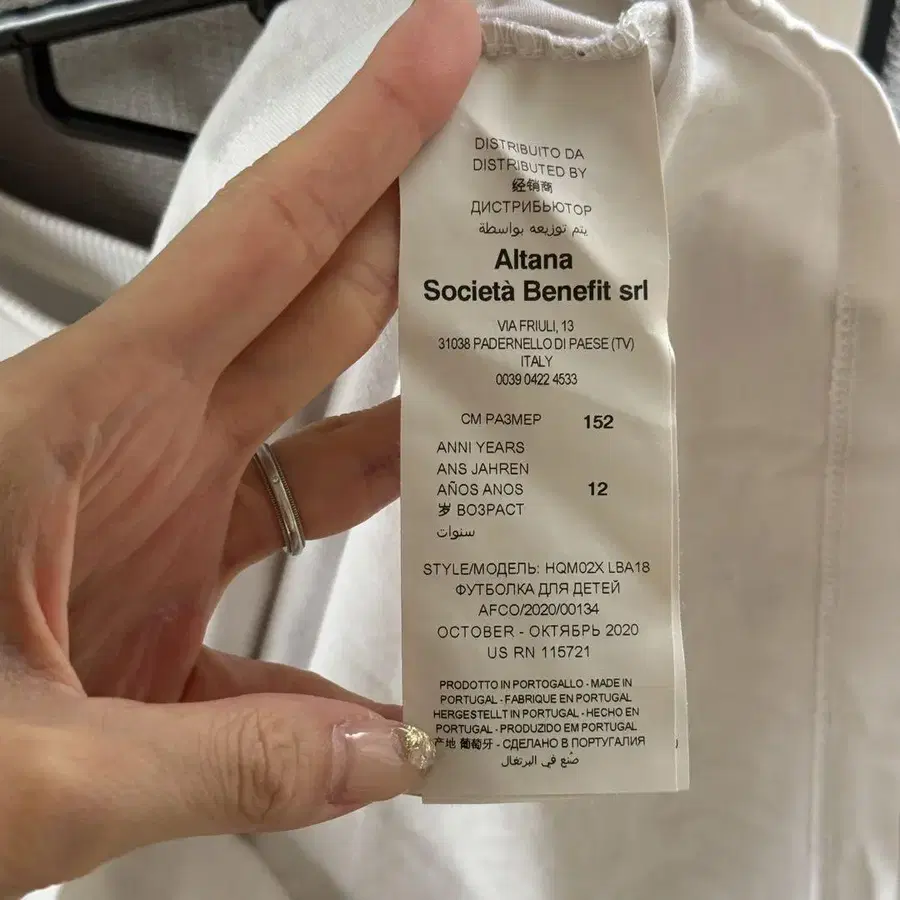 DISTRIBUITO DA
DISTRIBUTED BY
经销商
ДИСТРИБЬЮТОР
يتم توزيعه بواسطة
Altana
Società Benefit srl
VIA FRIULI, 13
31038 PADERNELLO DI PAESE (TV)
ITALY
0039 0422 4533
CM РАЗМЕР 152
ANNI YEARS
ANS JAHREN
AÑOS ANOS 12
岁 ВОЗРАСТ
سنوات
STYLE/МОДЕЛЬ: HQM02X LBA18
ФУТБОЛКА ДЛЯ ДЕТЕЙ
AFCO/2020/00134
OCTOBER - ОКТЯБРЬ 2020
US RN 115721
PRODOTTO IN PORTOGALLO - MADE IN
PORTUGAL - FABRIQUE EN PORTUGAL
HERGESTELLT IN PORTUGAL - HECHO EN
PORTUGAL - PRODUZIDO EM PORTUGAL
产地 葡萄牙 - СДЕЛАНО В ПОРТУГАЛИЯ
صُنع في البرتغال